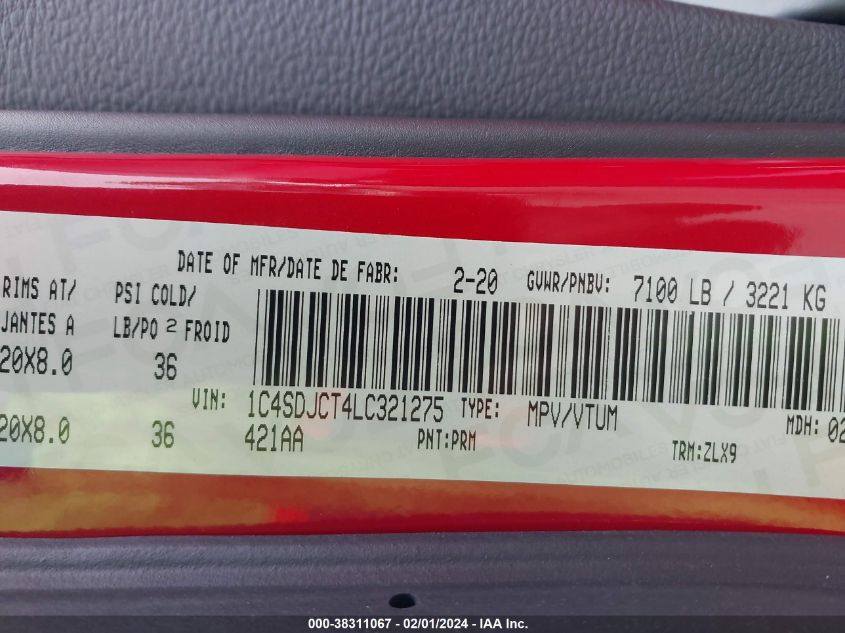 DATE OF MFR/DATE DE FABR: 2-20 GVWR/PNBV: 7100 LB / 3221 KG
RIMS AT/ PSI COLD/
JANTES A LB/PO 2 FROID
20X8.0 36
VIN: 1C4SDJCT4LC321275 TYPE: MPV/VTUM MDH: 02
20X8.0 36 421AA PNT:PRM TRM:ZLX9
000-38311067 - 02/01/2024 - IAA Inc.